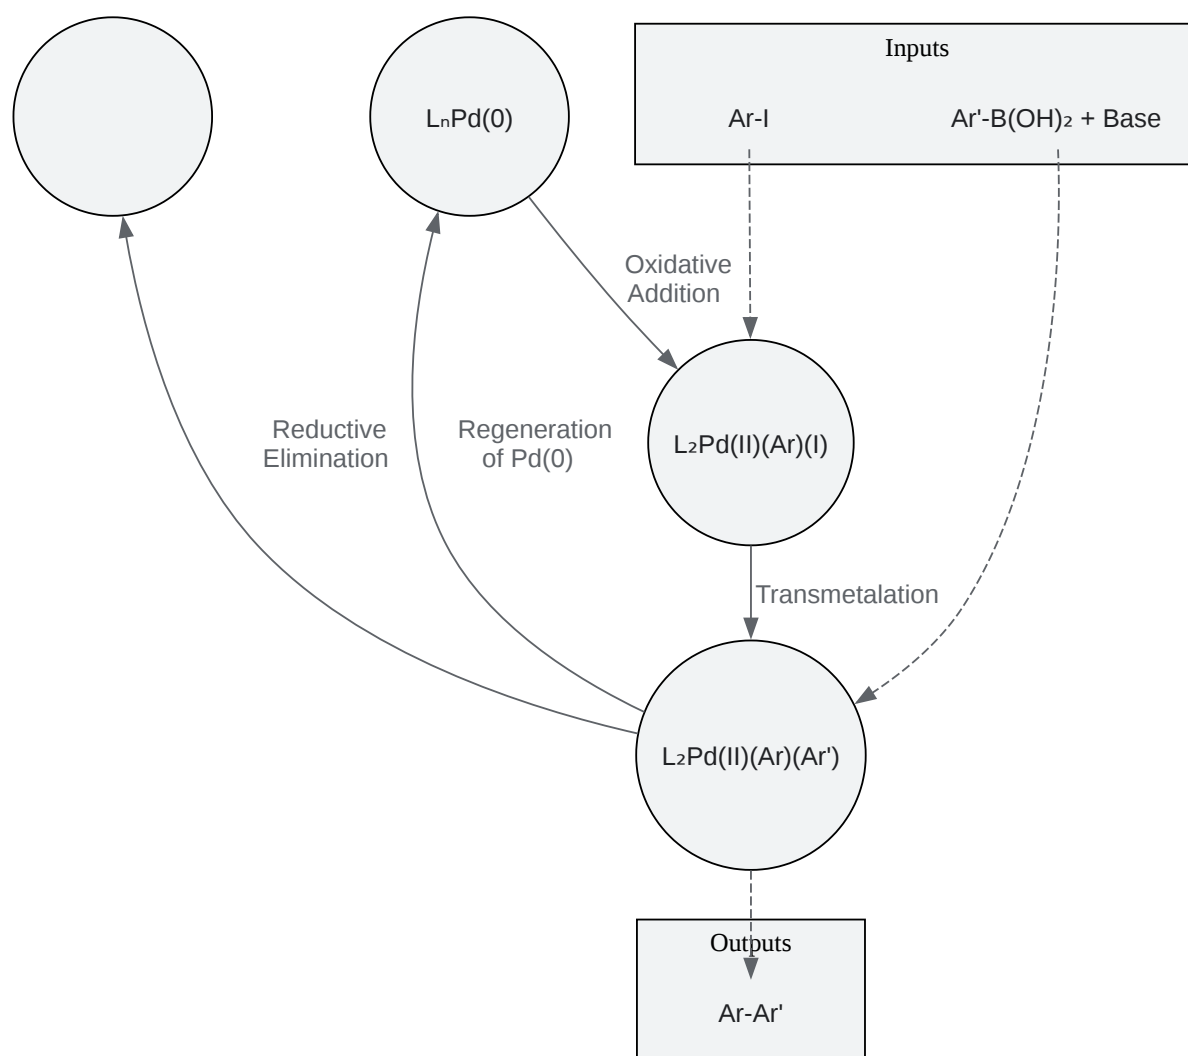 Inputs
LₙPd(0)
Ar-I
Ar'-B(OH)₂ + Base
Oxidative
Addition
Reductive
Elimination
Regeneration
of Pd(0)
L₂Pd(II)(Ar)(I)
Transmetalation
L₂Pd(II)(Ar)(Ar')
Outputs
Ar-Ar'